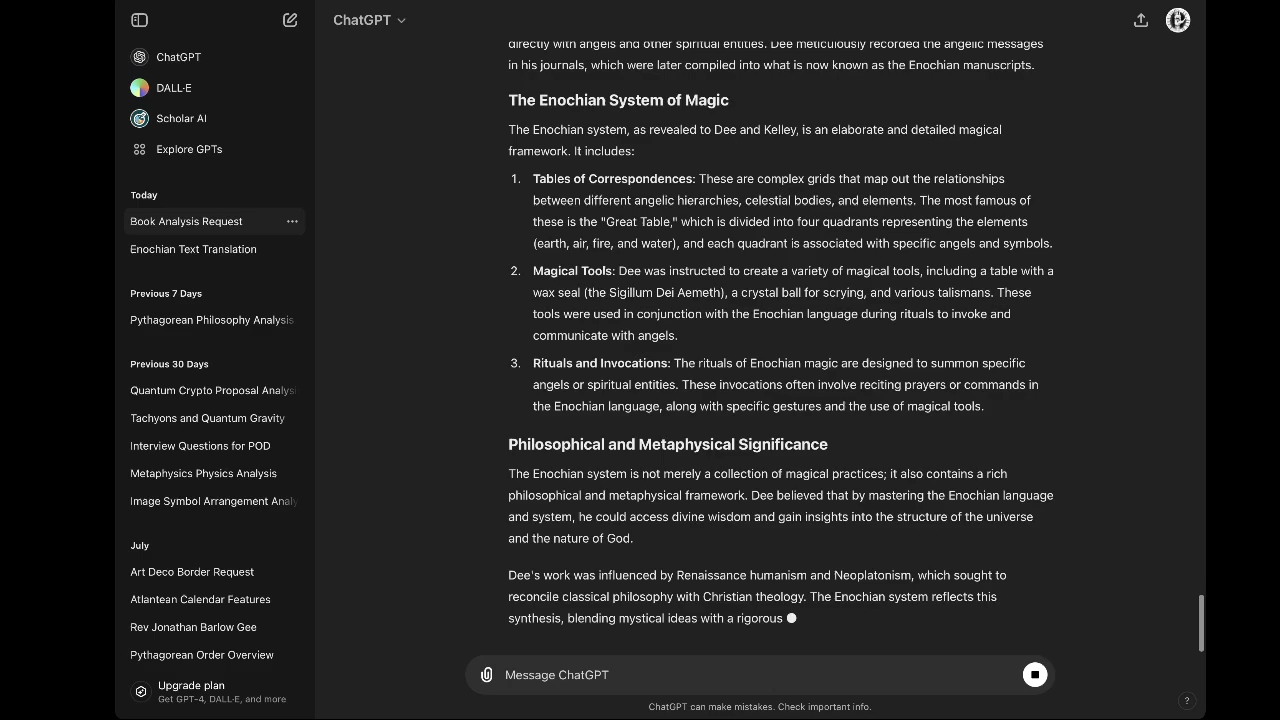 ChatGPT
DALL·E
Scholar AI
Explore GPTs
Today
Book Analysis Request
Enochian Text Translation
Previous 7 Days
Pythagorean Philosophy Analysis
Previous 30 Days
Quantum Crypto Proposal Analysi
Tachyons and Quantum Gravity
Interview Questions for POD
Metaphysics Physics Analysis
Image Symbol Arrangement Analy
July
Art Deco Border Request
Atlantean Calendar Features
Rev Jonathan Barlow Gee
Pythagorean Order Overview
Upgrade plan
Get GPT-4, DALL·E, and more
ChatGPT
directly with angels and other spiritual entities. Dee meticulously recorded the angelic messages
in his journals, which were later compiled into what is now known as the Enochian manuscripts.
The Enochian System of Magic
The Enochian system, as revealed to Dee and Kelley, is an elaborate and detailed magical
framework. It includes:
1. Tables of Correspondences: These are complex grids that map out the relationships
between different angelic hierarchies, celestial bodies, and elements. The most famous of
these is the "Great Table," which is divided into four quadrants representing the elements
(earth, air, fire, and water), and each quadrant is associated with specific angels and symbols.
2. Magical Tools: Dee was instructed to create a variety of magical tools, including a table with a
wax seal (the Sigillum Dei Aemeth), a crystal ball for scrying, and various talismans. These
tools were used in conjunction with the Enochian language during rituals to invoke and
communicate with angels.
3. Rituals and Invocations: The rituals of Enochian magic are designed to summon specific
angels or spiritual entities. These invocations often involve reciting prayers or commands in
the Enochian language, along with specific gestures and the use of magical tools.
Philosophical and Metaphysical Significance
The Enochian system is not merely a collection of magical practices; it also contains a rich
philosophical and metaphysical framework. Dee believed that by mastering the Enochian language
and system, he could access divine wisdom and gain insights into the structure of the universe
and the nature of God.
Dee's work was influenced by Renaissance humanism and Neoplatonism, which sought to
reconcile classical philosophy with Christian theology. The Enochian system reflects this
synthesis, blending mystical ideas with a rigorous
Message ChatGPT
ChatGPT can make mistakes. Check important info.
?